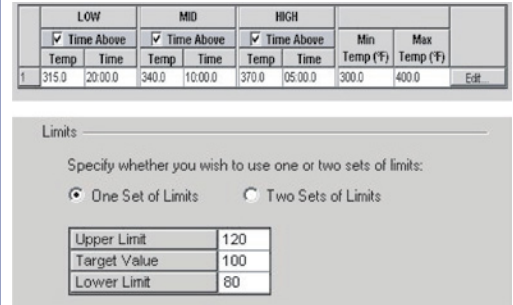 LOW MID HIGH
Time Above Time Above Time Above Min Max
Temp Time Temp Time Temp Time Temp (°F) Temp (°F)
1 315.0 20:00.0 340.0 10:00.0 370.0 05:00.0 300.0 400.0 Edit...
Limits
Specify whether you wish to use one or two sets of limits:
One Set of Limits Two Sets of Limits
Upper Limit 120
Target Value 100
Lower Limit 80